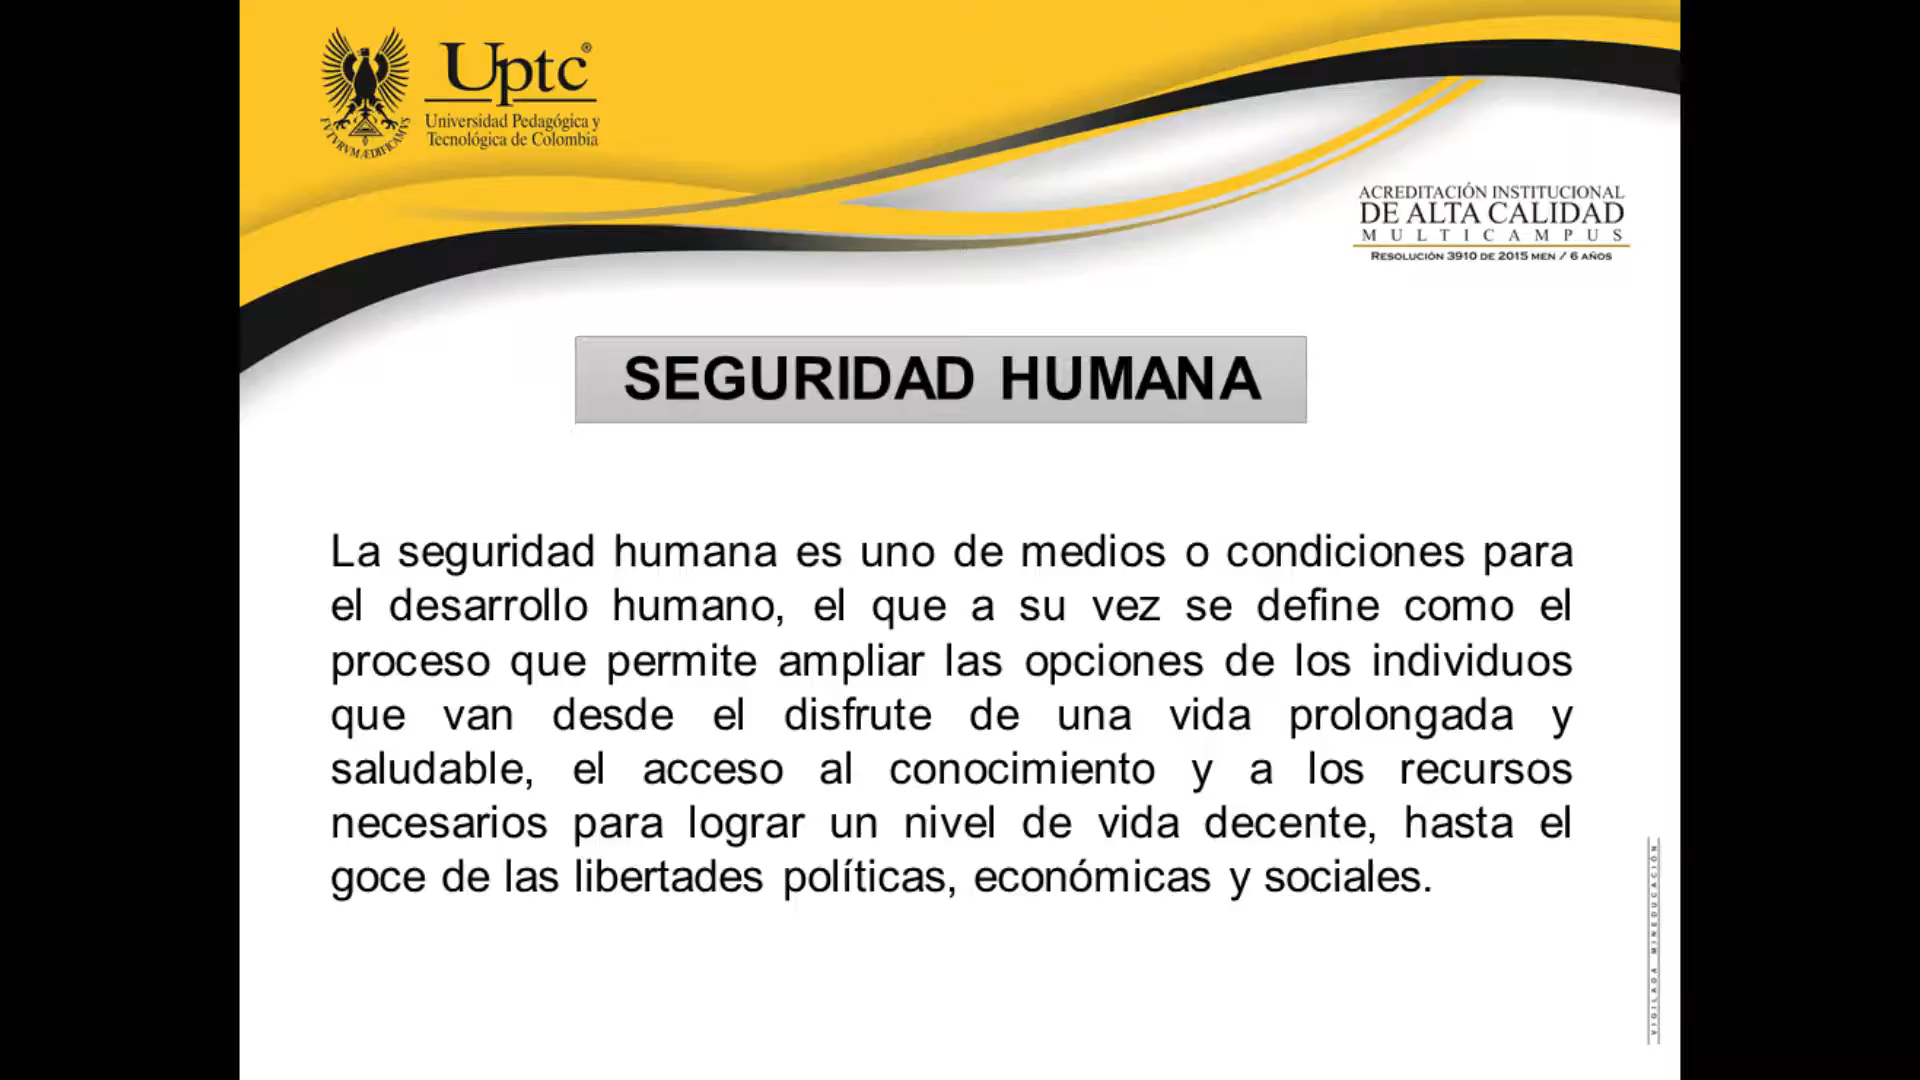 Uptc®
Universidad Pedagógica y
Tecnológica de Colombia
FVTVRVM ÆDIFICAMVS
ACREDITACIÓN INSTITUCIONAL
DE ALTA CALIDAD
MULTICAMPUS
RESOLUCIÓN 3910 DE 2015 MEN / 6 AÑOS
SEGURIDAD HUMANA
La seguridad humana es uno de medios o condiciones para
el desarrollo humano, el que a su vez se define como el
proceso que permite ampliar las opciones de los individuos
que van desde el disfrute de una vida prolongada y
saludable, el acceso al conocimiento y a los recursos
necesarios para lograr un nivel de vida decente, hasta el
goce de las libertades políticas, económicas y sociales.
VIGILADA MINEDUCACIÓN